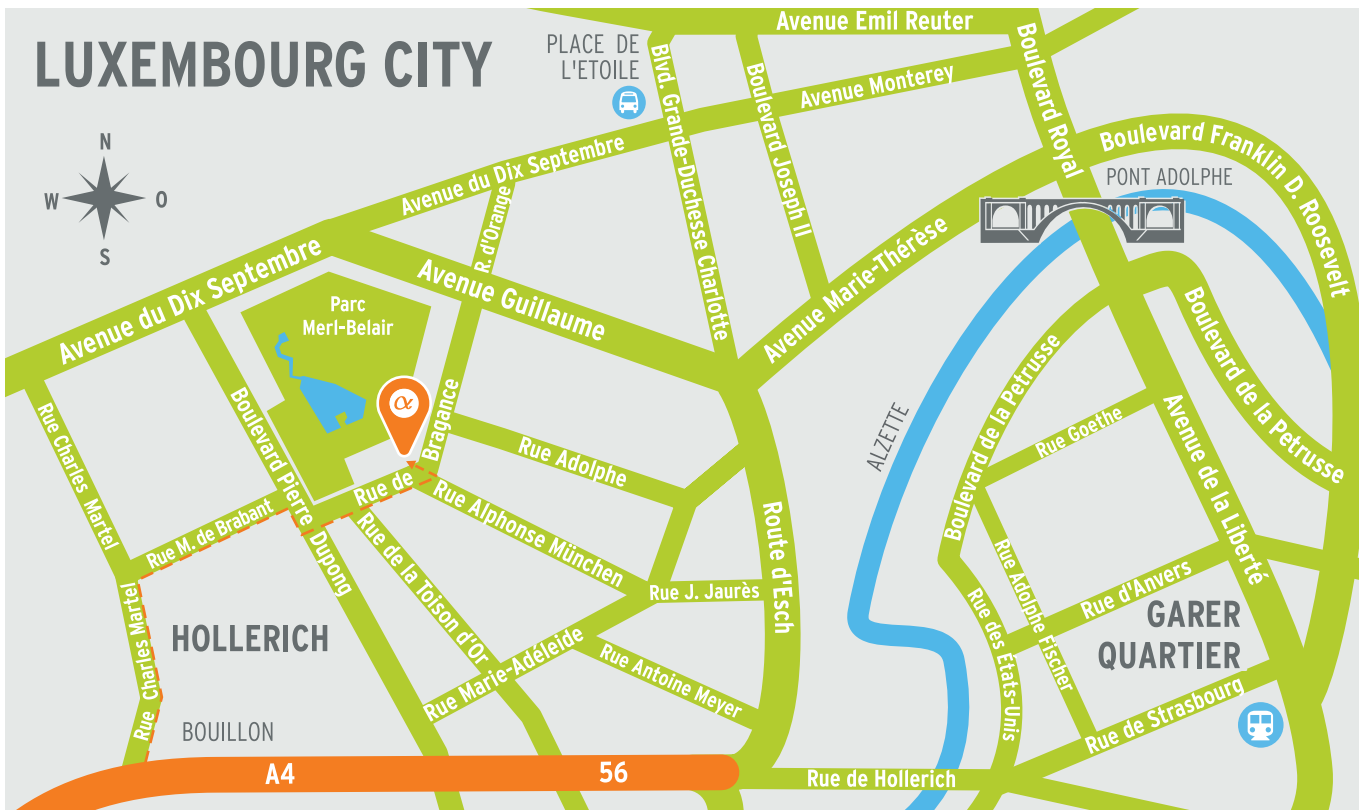 LUXEMBOURG CITY
N
W
O
S
PLACE DE
L'ETOILE
Avenue Emil Reuter
Blvd. Grande-Duchesse Charlotte
Boulevard Joseph II
Avenue Monterey
Boulevard Royal
Boulevard Franklin D. Roosevelt
PONT ADOLPHE
Avenue du Dix Septembre
R. d'Orange
Avenue Marie-Thérèse
Avenue du Dix Septembre
Avenue Guillaume
Parc
Merl-Belair
α
Boulevard de la Petrusse
Boulevard de la Petrusse
ALZETTE
Rue Charles Martel
Boulevard Pierre Dupong
Rue de Bragance
Rue Adolphe
Rue Goethe
Avenue de la Liberté
Rue M. de Brabant
Rue Alphonse München
Rue de la Toison d'Or
Route d'Esch
Rue J. Jaurès
Rue Adolphe Fischer
Rue d'Anvers
Rue des Etats-Unis
GARER
QUARTIER
Rue Charles Martel
HOLLERICH
Rue Marie-Adéleide
Rue Antoine Meyer
Rue de Strasbourg
BOUILLON
A4
56
Rue de Hollerich